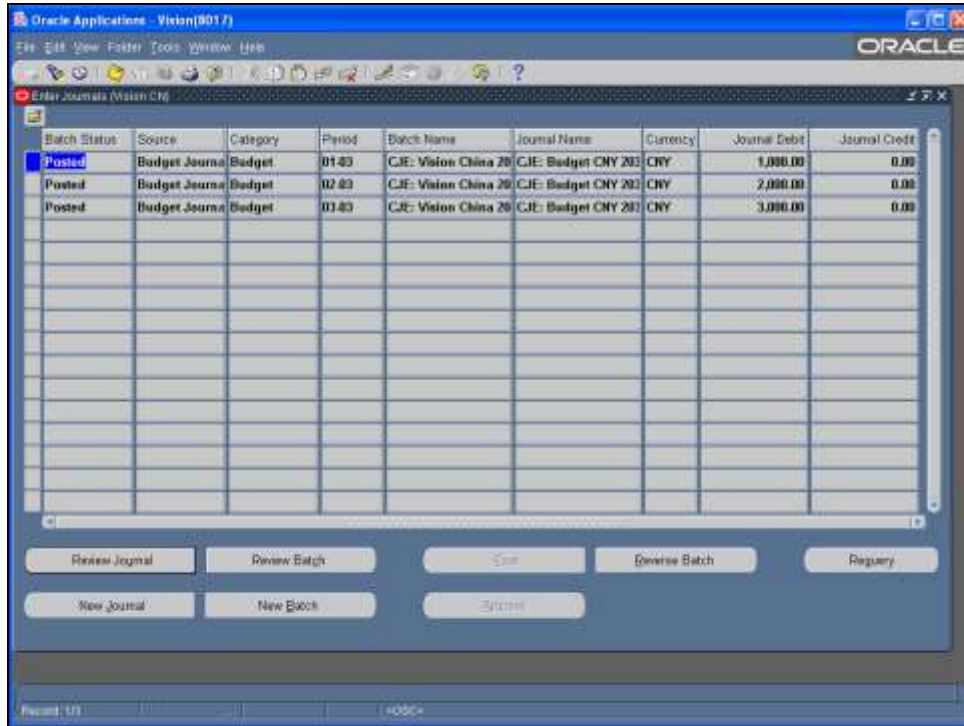 Oracle Applications - Vision(8017)
File Edit View Folder Tools Window Help
ORACLE
Enter Journals (Vision CN)
Batch Status Source Category Period Batch Name Journal Name Currency Journal Debit Journal Credit
Posted Budget Journa Budget 01-03 CJE: Vision China 20 CJE: Budget CNY 203 CNY 1,000.00 0.00
Posted Budget Journa Budget 02-03 CJE: Vision China 20 CJE: Budget CNY 203 CNY 2,000.00 0.00
Posted Budget Journa Budget 03-03 CJE: Vision China 20 CJE: Budget CNY 203 CNY 3,000.00 0.00
Review Journal Review Batch Post Reverse Batch Requery
New Journal New Batch Approve
Record: 1/1 <OSC>